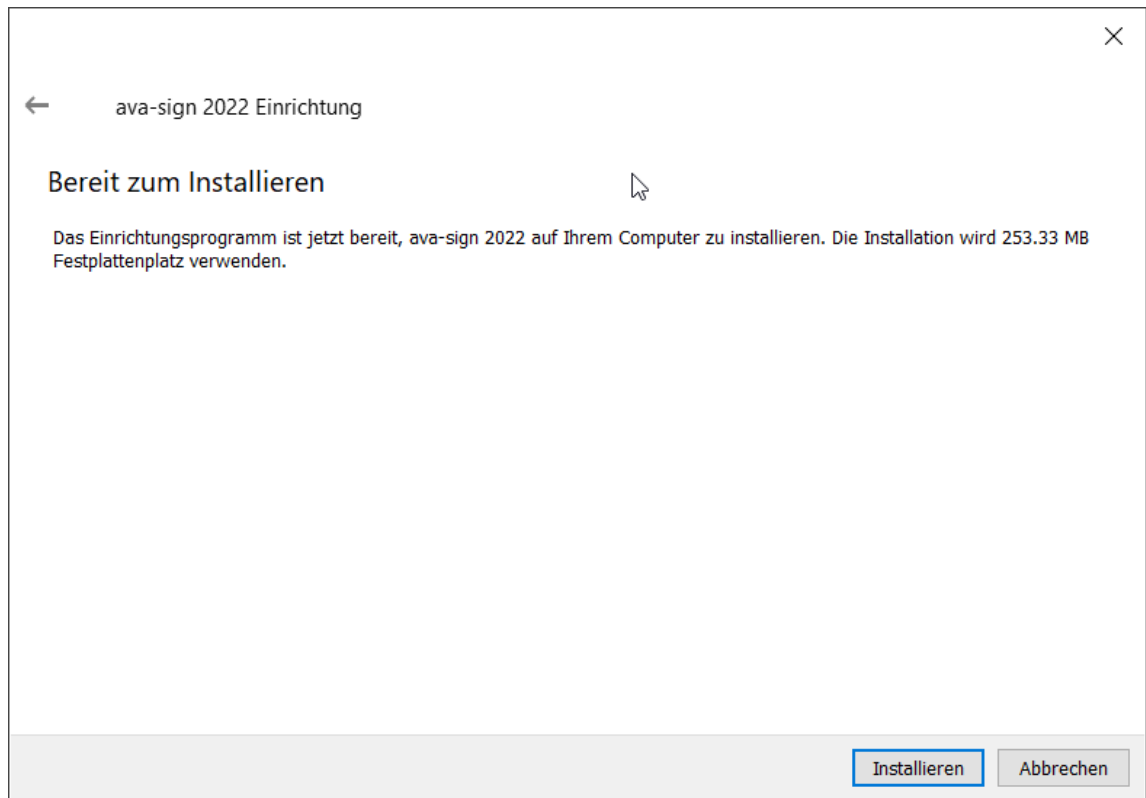 ava-sign 2022 Einrichtung
Bereit zum Installieren
Das Einrichtungsprogramm ist jetzt bereit, ava-sign 2022 auf Ihrem Computer zu installieren. Die Installation wird 253.33 MB
Festplattenplatz verwenden.
Installieren Abbrechen